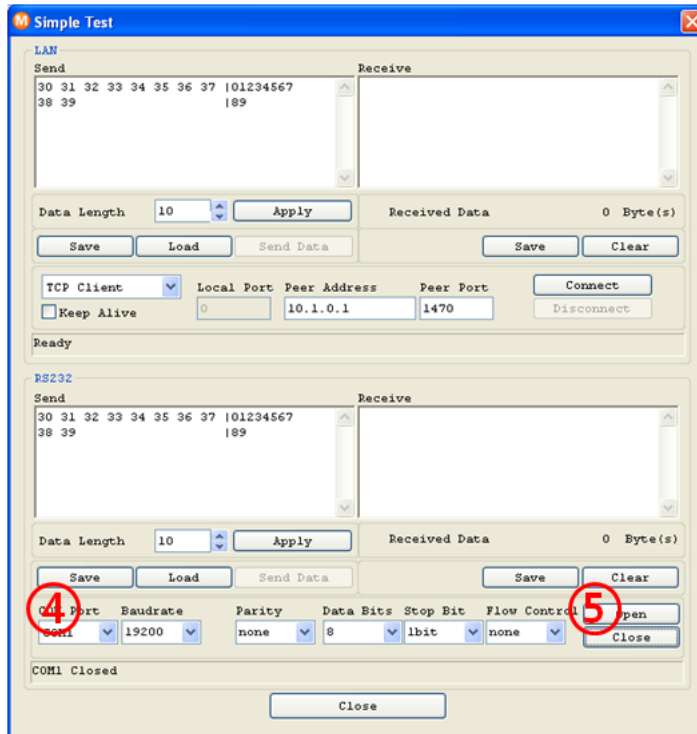 Simple Test
LAN
Send Receive
30 31 32 33 34 35 36 37 |01234567
38 39 |89
Data Length 10 Apply Received Data 0 Byte(s)
Save Load Send Data Save Clear
TCP Client Local Port Peer Address Peer Port Connect
Keep Alive 0 10.1.0.1 1470 Disconnect
Ready
RS232
Send Receive
30 31 32 33 34 35 36 37 |01234567
38 39 |89
Data Length 10 Apply Received Data 0 Byte(s)
Save Load Send Data Save Clear
④ Port Baudrate Parity Data Bits Stop Bit Flow Control ⑤ Open
COM1 19200 none 8 1bit none Close
COM1 Closed
Close